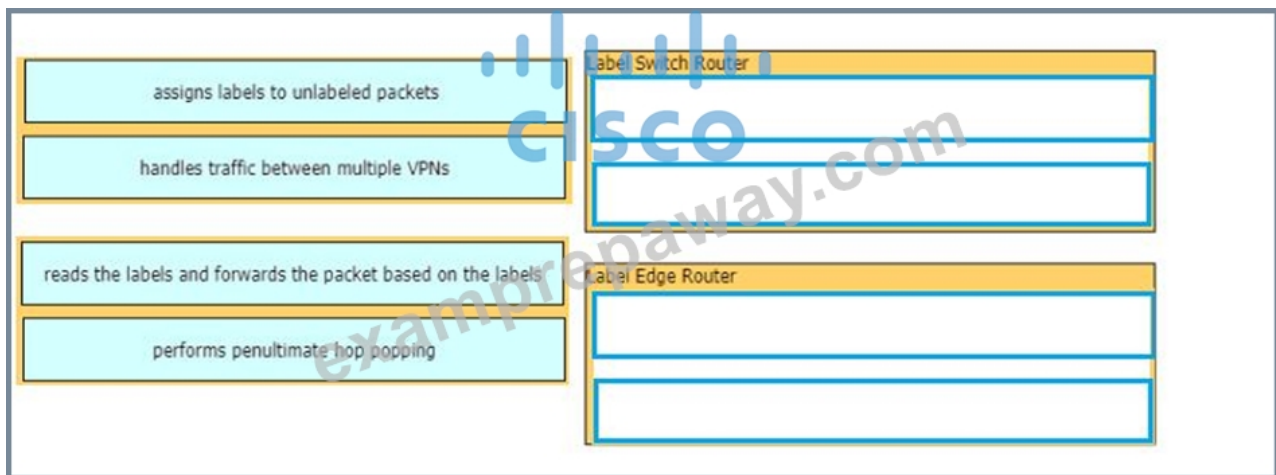 assigns labels to unlabeled packets
handles traffic between multiple VPNs
reads the labels and forwards the packet based on the labels
performs penultimate hop popping
Label Switch Router
Label Edge Router
CISCO
examprepaway.com